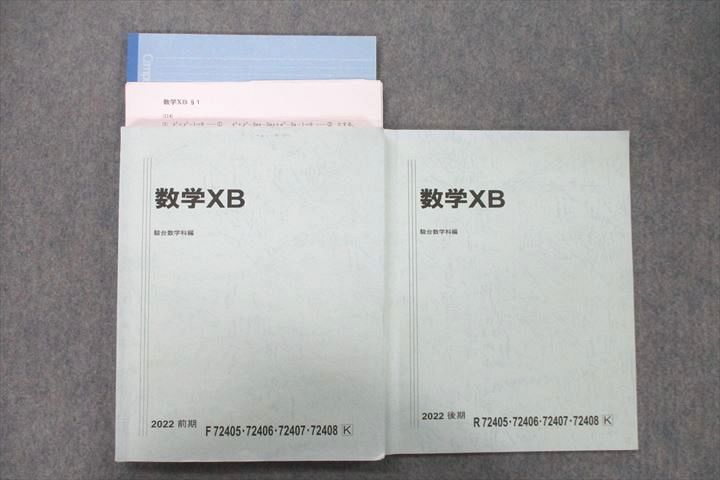 Camp
数学XB §1
数学XB
駿台数学科編
2022 前期
F 72405・72406・72407・72408 K
数学XB
駿台数学科編
2022 後期
R 72405・72406・72407・72408 K